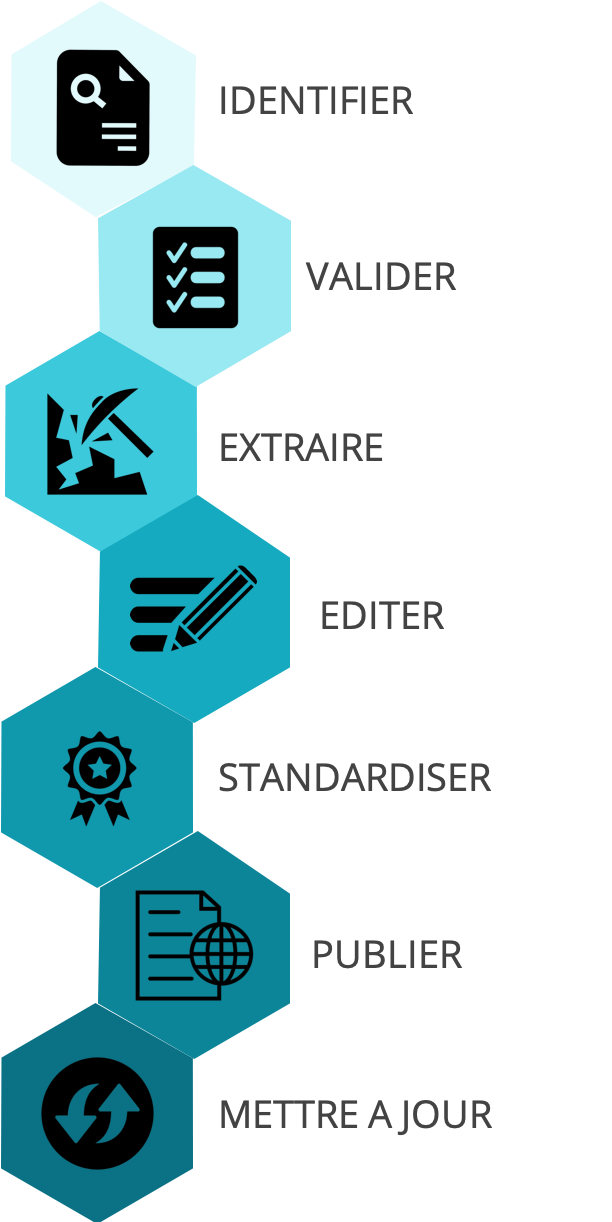 IDENTIFIER
VALIDER
EXTRAIRE
EDITER
STANDARDISER
PUBLIER
METTRE A JOUR